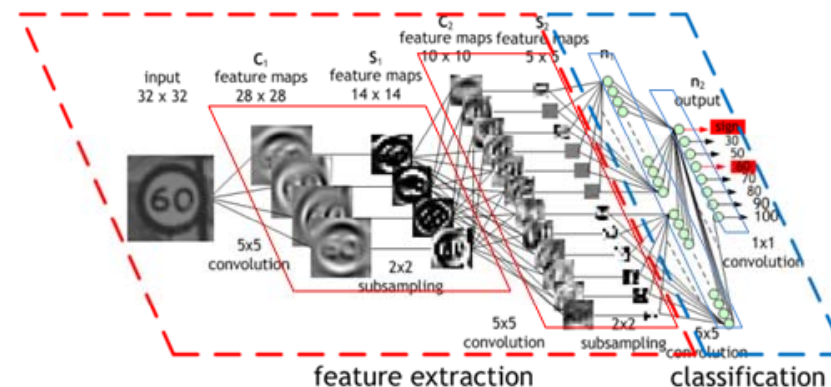 input
32 x 32
C1
feature maps
28 x 28
S1
feature maps
14 x 14
C2
feature maps
10 x 10
S2
feature maps
5 x 5
n1
n2
output
sign
30
50
60
70
80
90
100
60
5x5
convolution
2x2
subsampling
5x5
convolution
2x2
subsampling
convolution
1x1
convolution
feature extraction
classification